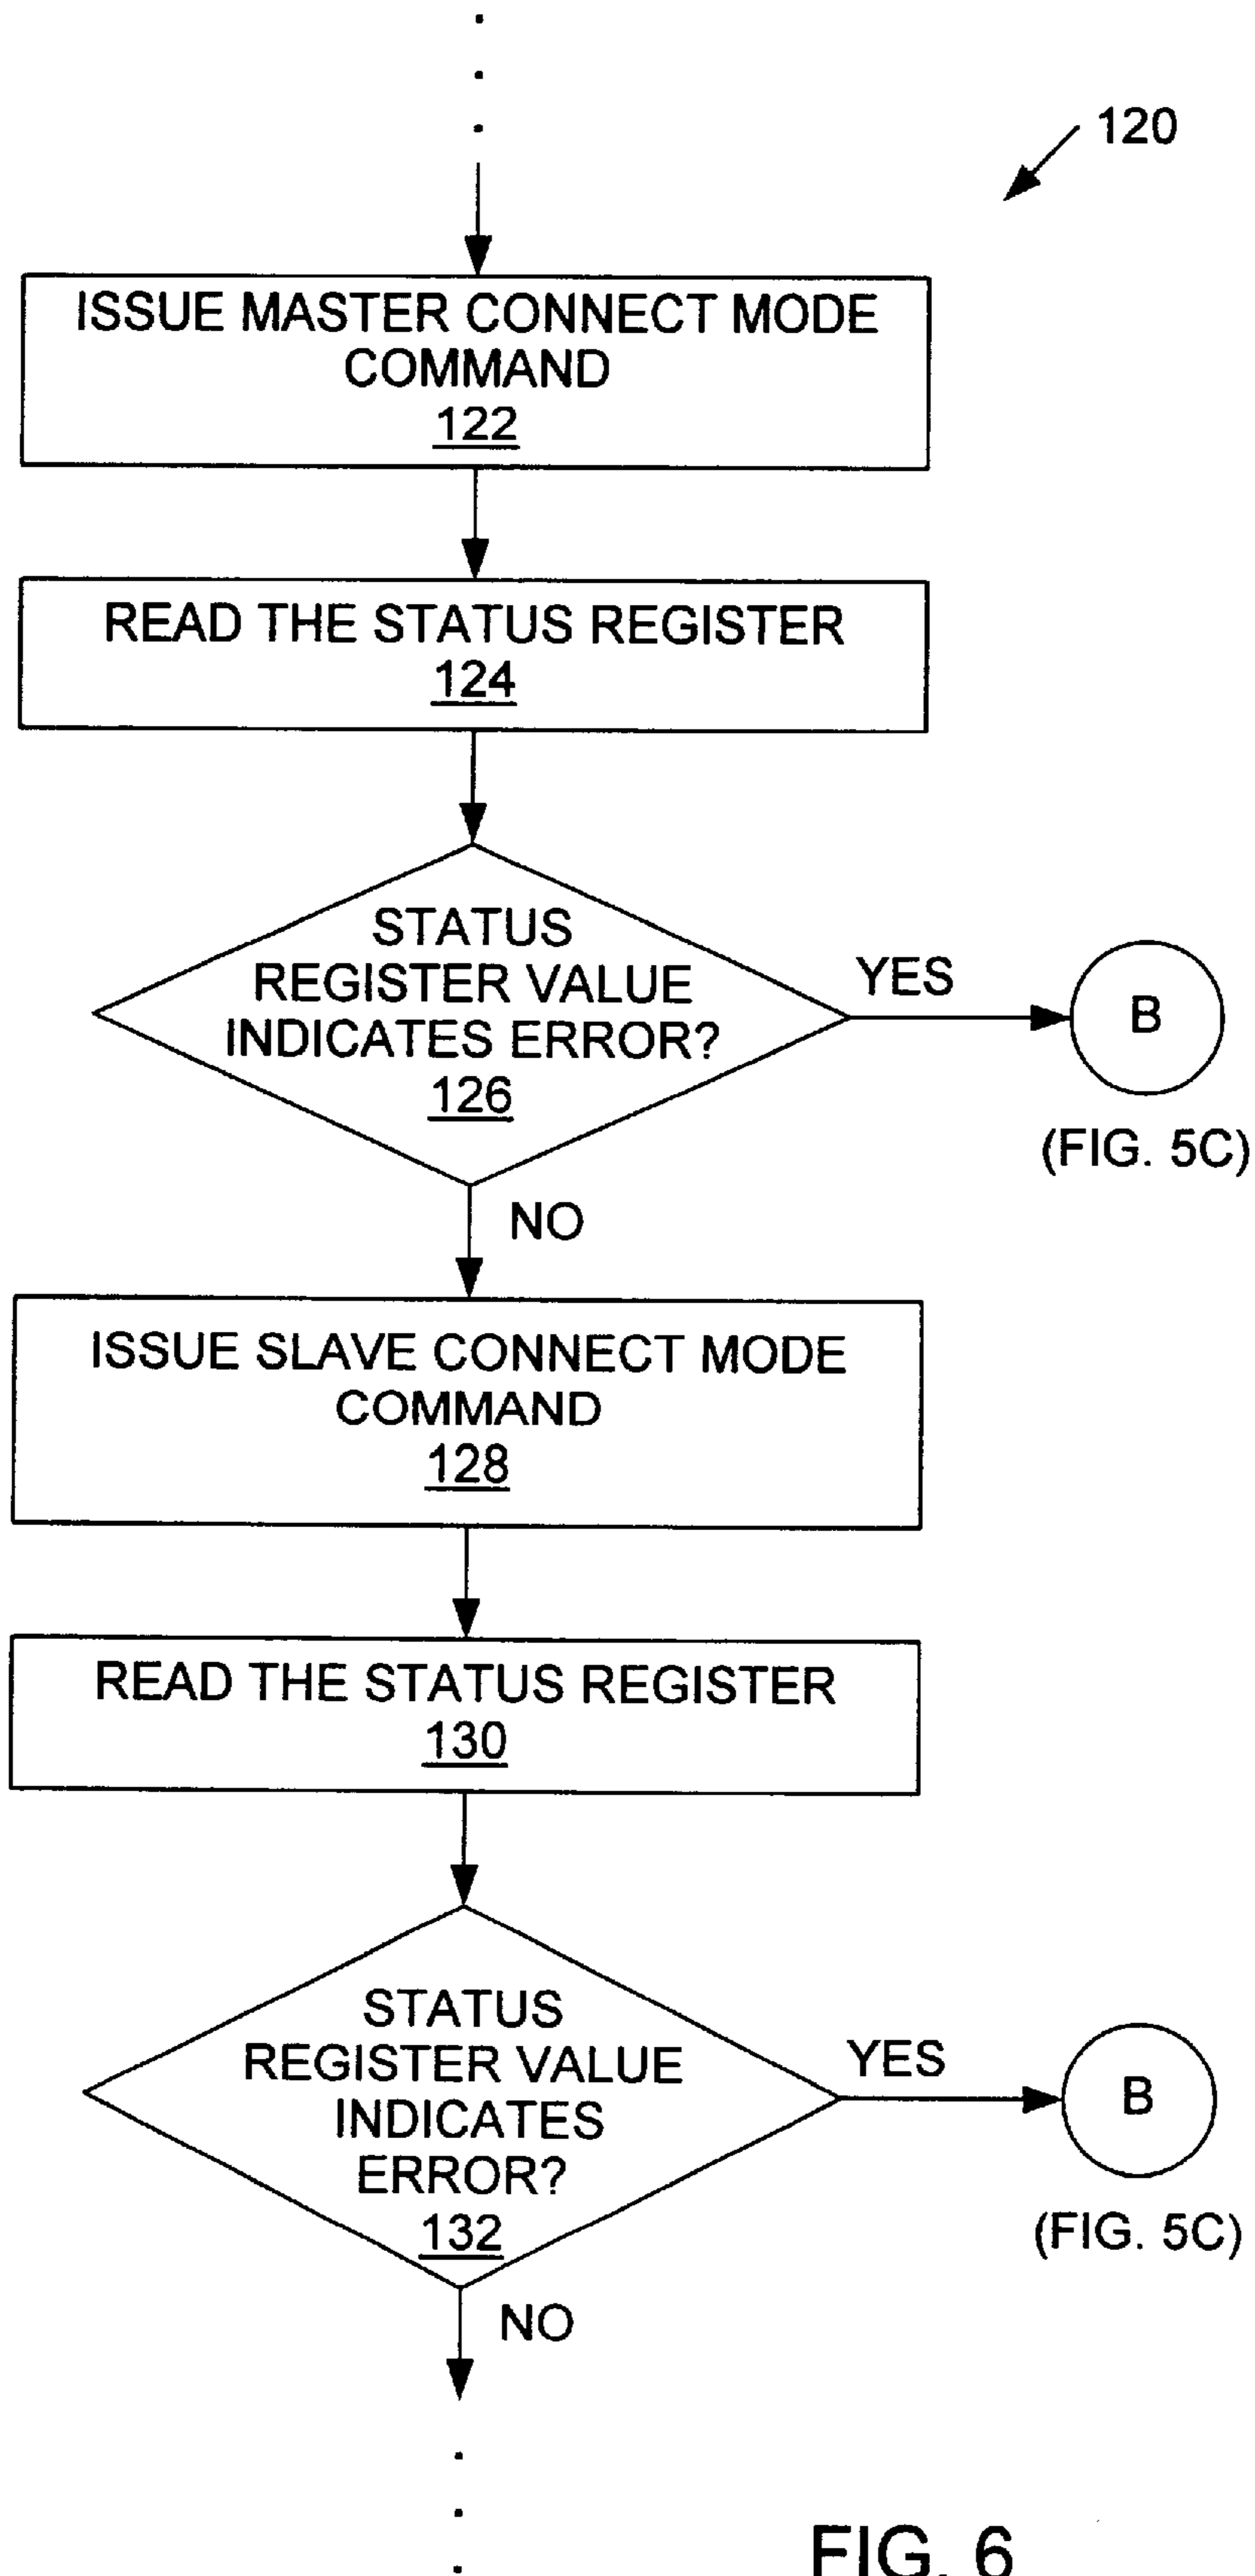 120
ISSUE MASTER CONNECT MODE
COMMAND
122
READ THE STATUS REGISTER
124
STATUS
REGISTER VALUE
INDICATES ERROR?
126
YES
B
(FIG. 5C)
NO
ISSUE SLAVE CONNECT MODE
COMMAND
128
READ THE STATUS REGISTER
130
STATUS
REGISTER VALUE
INDICATES
ERROR?
132
YES
B
(FIG. 5C)
NO
FIG. 6